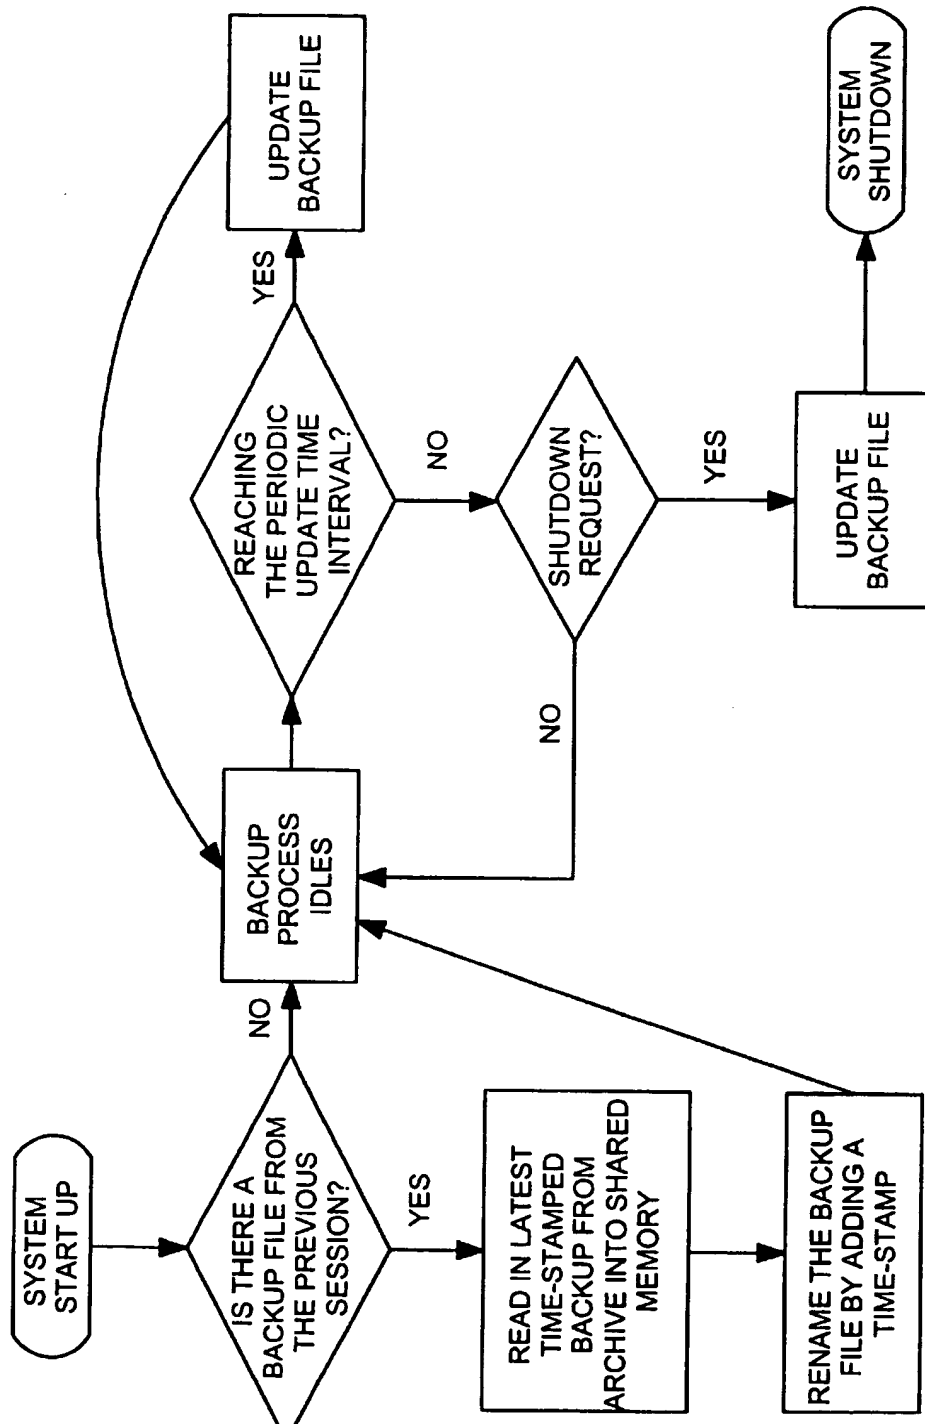 SYSTEM
START UP
IS THERE A
BACKUP FILE FROM
THE PREVIOUS
SESSION?
NO
YES
READ IN LATEST
TIME-STAMPED
BACKUP FROM
ARCHIVE INTO SHARED
MEMORY
RENAME THE BACKUP
FILE BY ADDING A
TIME-STAMP
BACKUP
PROCESS
IDLES
REACHING
THE PERIODIC
UPDATE TIME
INTERVAL?
YES
UPDATE
BACKUP FILE
NO
SHUTDOWN
REQUEST?
NO
YES
UPDATE
BACKUP FILE
SYSTEM
SHUTDOWN